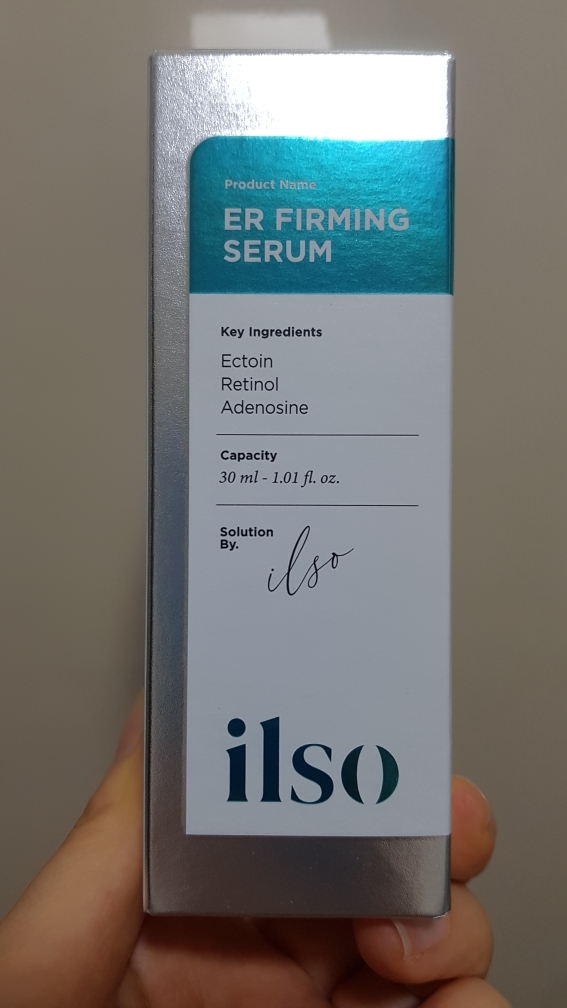 Product Name
ER FIRMING
SERUM
Key Ingredients
Ectoin
Retinol
Adenosine
Capacity
30 ml - 1.01 fl. oz.
Solution
By.
ilso
ilso